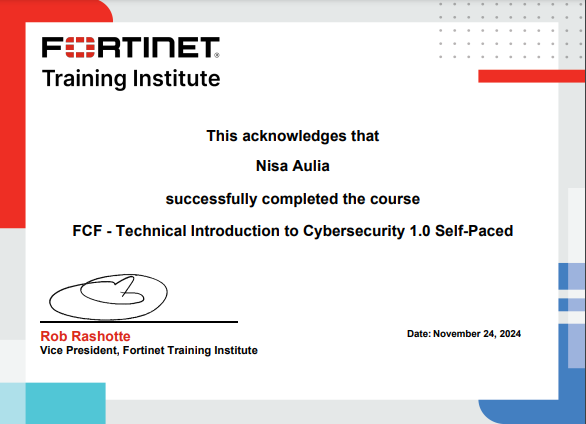 FORTINET®
Training Institute
This acknowledges that
Nisa Aulia
successfully completed the course
FCF - Technical Introduction to Cybersecurity 1.0 Self-Paced
Rob Rashotte
Vice President, Fortinet Training Institute
Date: November 24, 2024